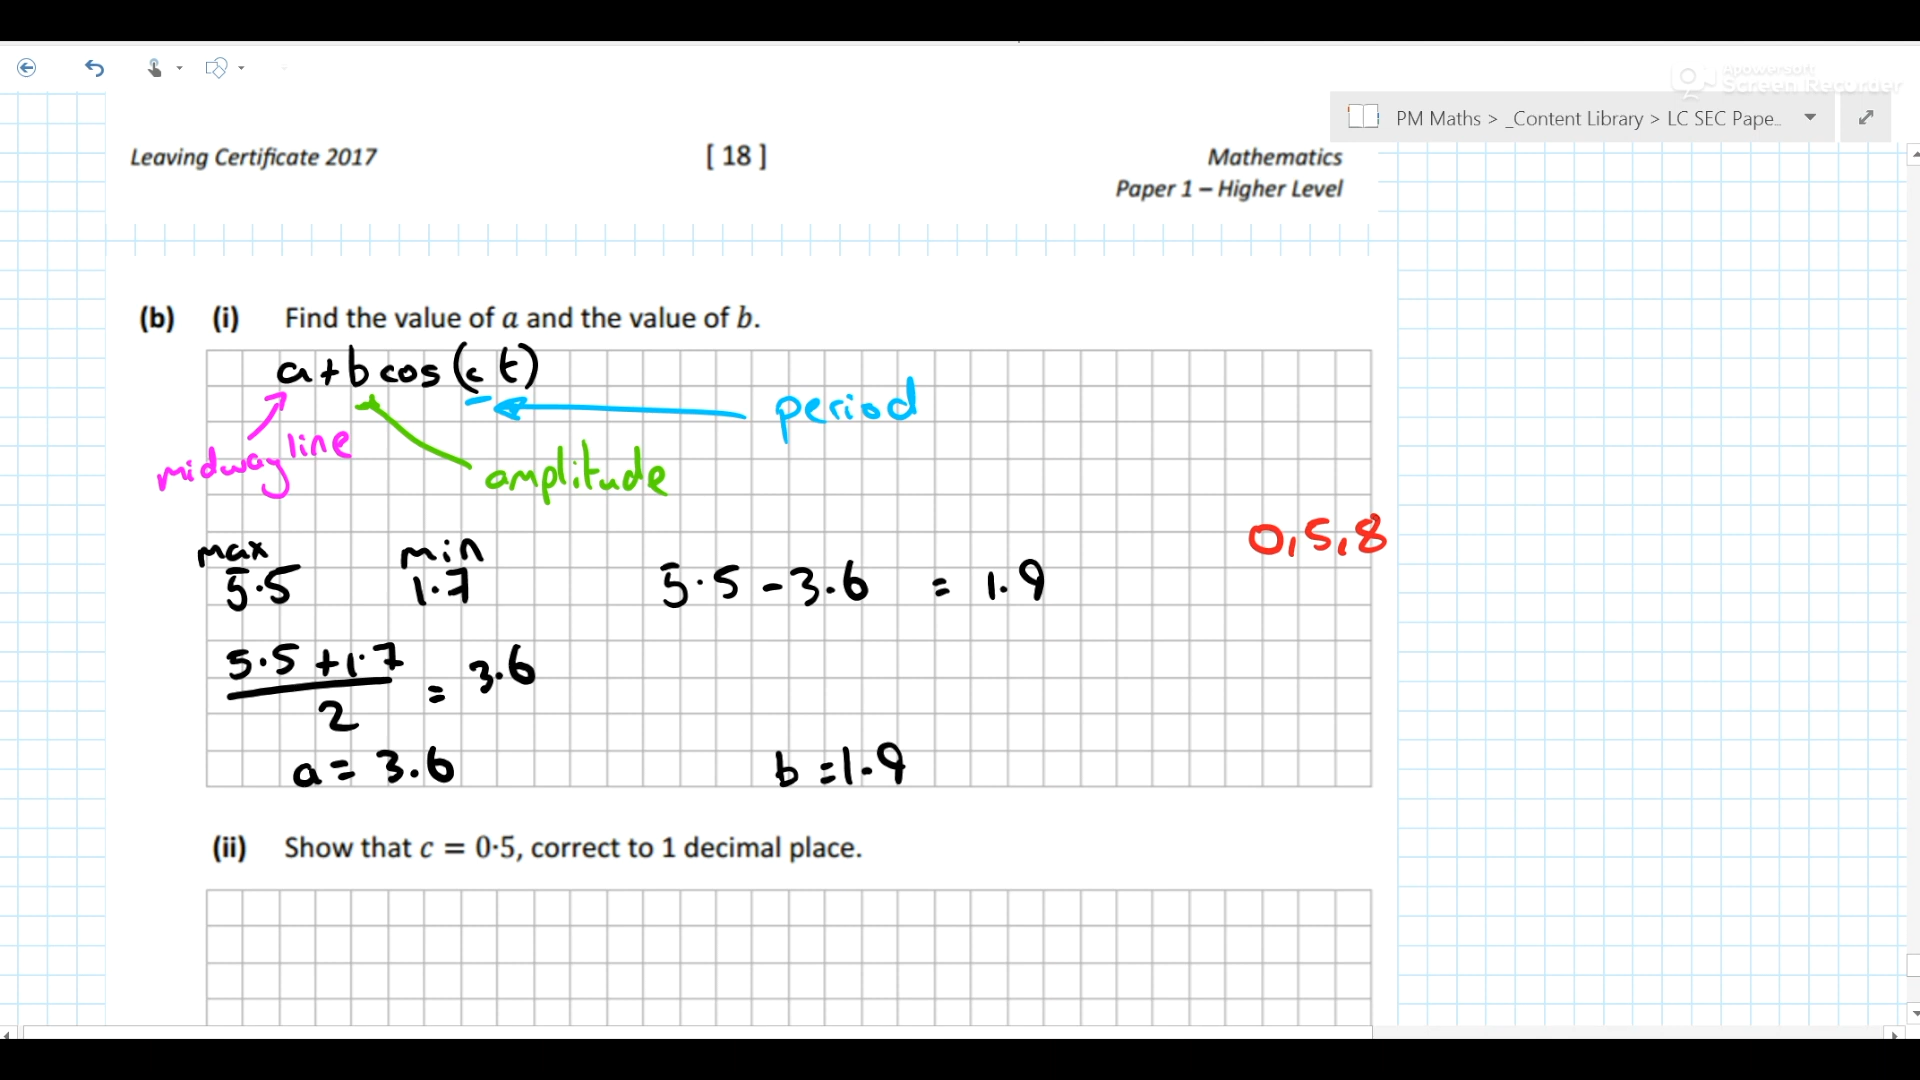 Apowersoft
Screen Recorder
PM Maths > _Content Library > LC SEC Pape...
Leaving Certificate 2017
[ 18 ]
Mathematics
Paper 1 – Higher Level
(b) (i) Find the value of a and the value of b.
a + b cos (c t)
period
midway line
amplitude
0,5,8
max min
5.5 1.7
5.5 - 3.6 = 1.9
5.5 + 1.7
= 3.6
2
a = 3.6
b = 1.9
(ii) Show that c = 0·5, correct to 1 decimal place.